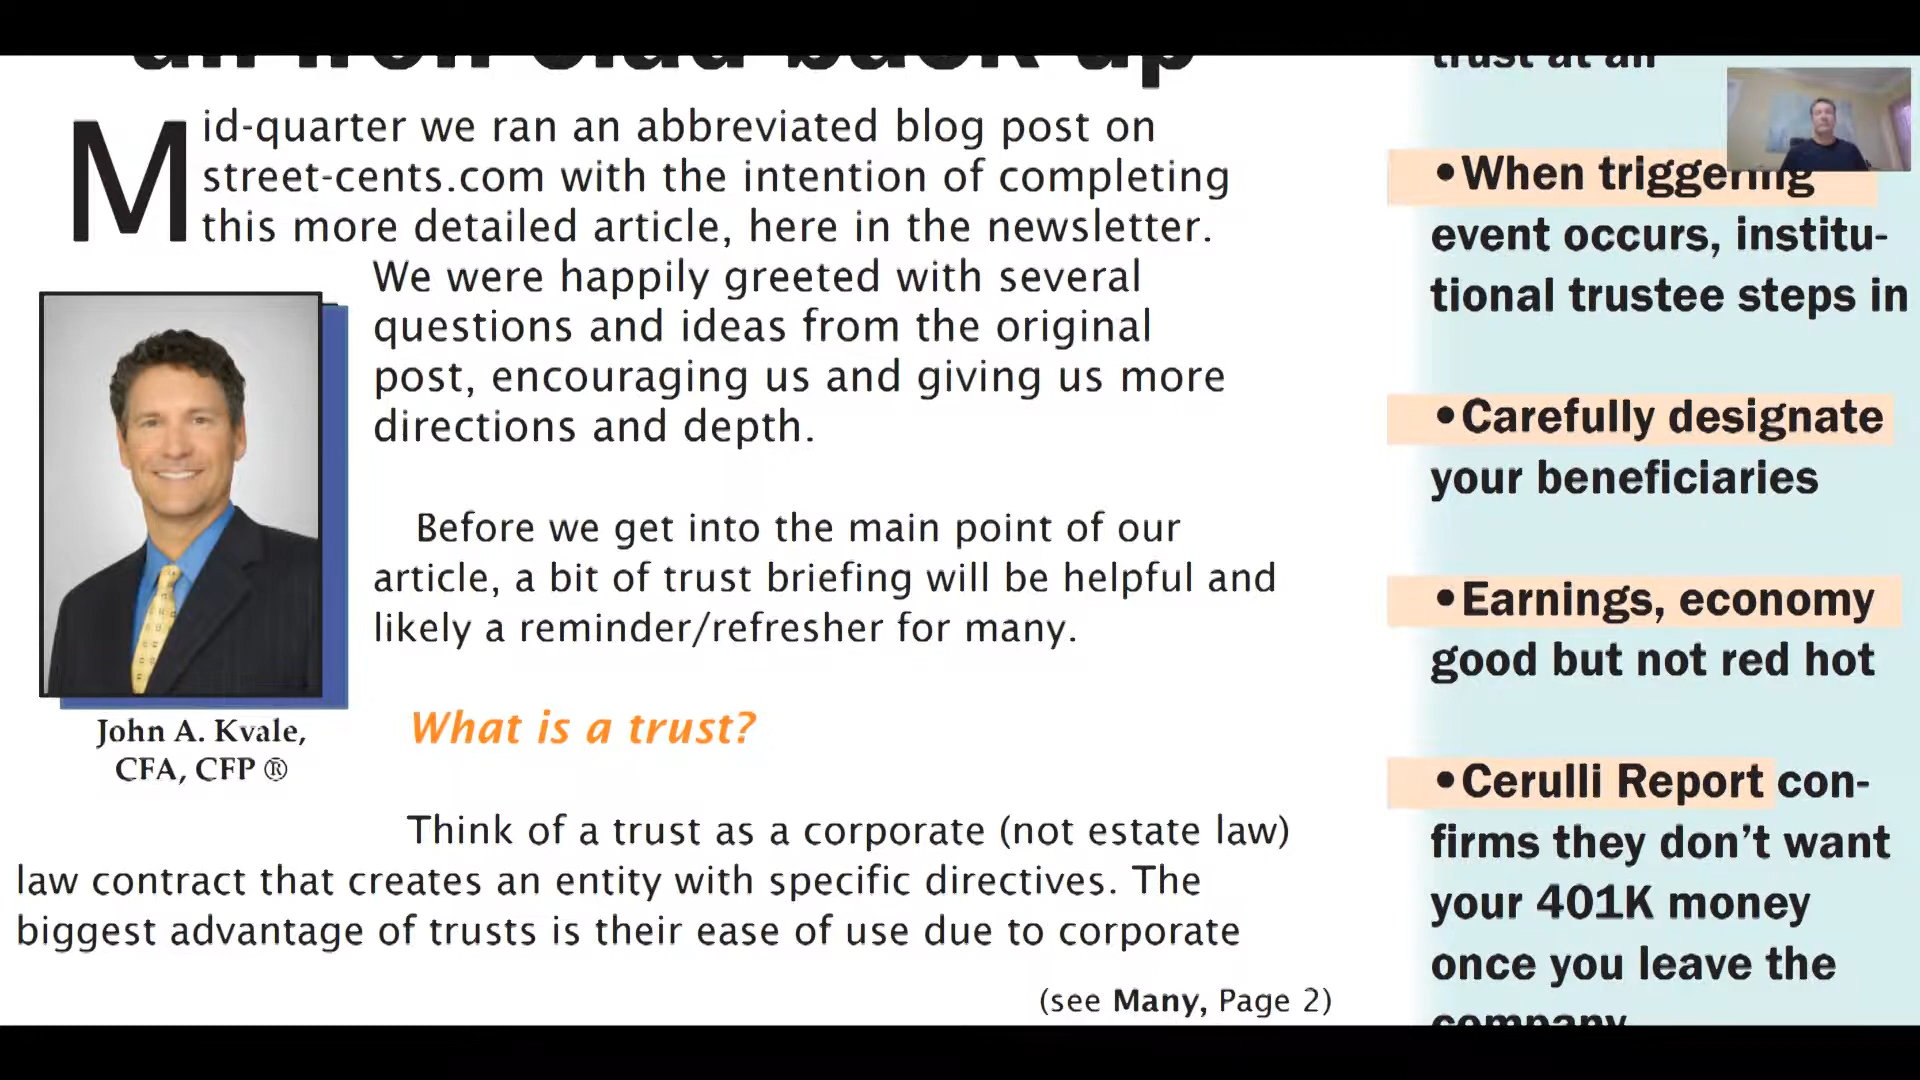 an iron clad back up
Mid-quarter we ran an abbreviated blog post on
street-cents.com with the intention of completing
this more detailed article, here in the newsletter.
We were happily greeted with several
questions and ideas from the original
post, encouraging us and giving us more
directions and depth.
Before we get into the main point of our
article, a bit of trust briefing will be helpful and
likely a reminder/refresher for many.
John A. Kvale,
CFA, CFP ®
What is a trust?
Think of a trust as a corporate (not estate law)
law contract that creates an entity with specific directives. The
biggest advantage of trusts is their ease of use due to corporate
(see Many, Page 2)
trust at all
•When triggering
event occurs, institu-
tional trustee steps in
•Carefully designate
your beneficiaries
•Earnings, economy
good but not red hot
•Cerulli Report con-
firms they don't want
your 401K money
once you leave the
company